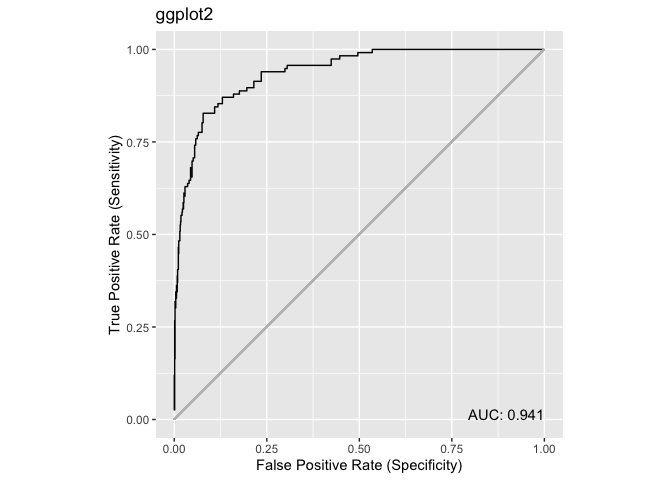 ggplot2
1.00
0.75
0.50
0.25
0.00
True Positive Rate (Sensitivity)
AUC: 0.941
0.00 0.25 0.50 0.75 1.00
False Positive Rate (Specificity)